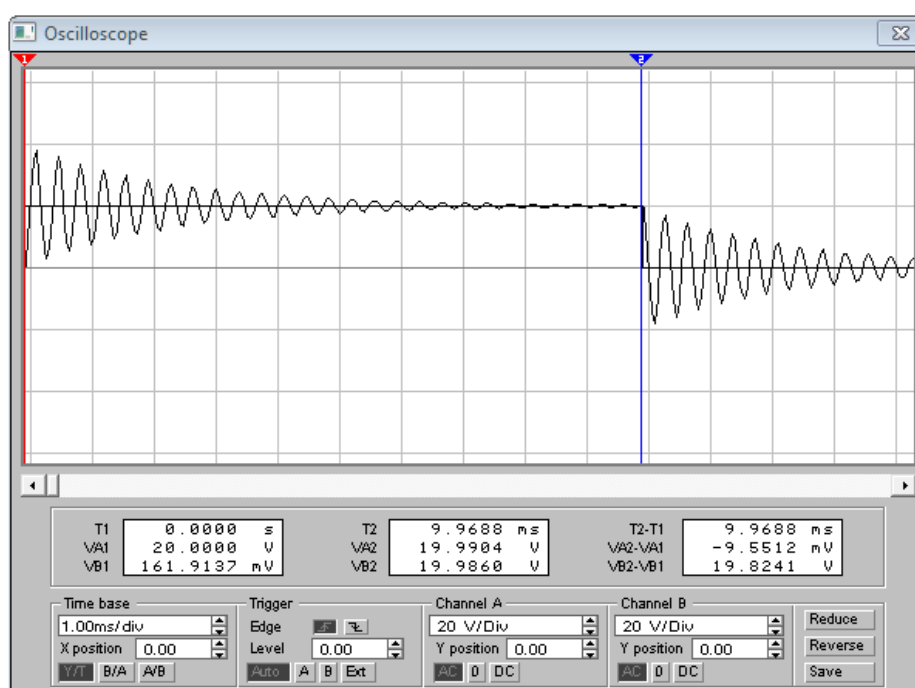 Oscilloscope
1 2
T1 0.0000 s T2 9.9688 ms T2-T1 9.9688 ms
VA1 20.0000 V VA2 19.9904 V VA2-VA1 -9.5512 mV
VB1 161.9137 mV VB2 19.9860 V VB2-VB1 19.8241 V
Time base Trigger Channel A Channel B
1.00ms/div Edge 20 V/Div 20 V/Div Reduce
X position 0.00 Level 0.00 Y position 0.00 Y position 0.00 Reverse
Y/T B/A A/B Auto A B Ext AC 0 DC AC 0 DC Save